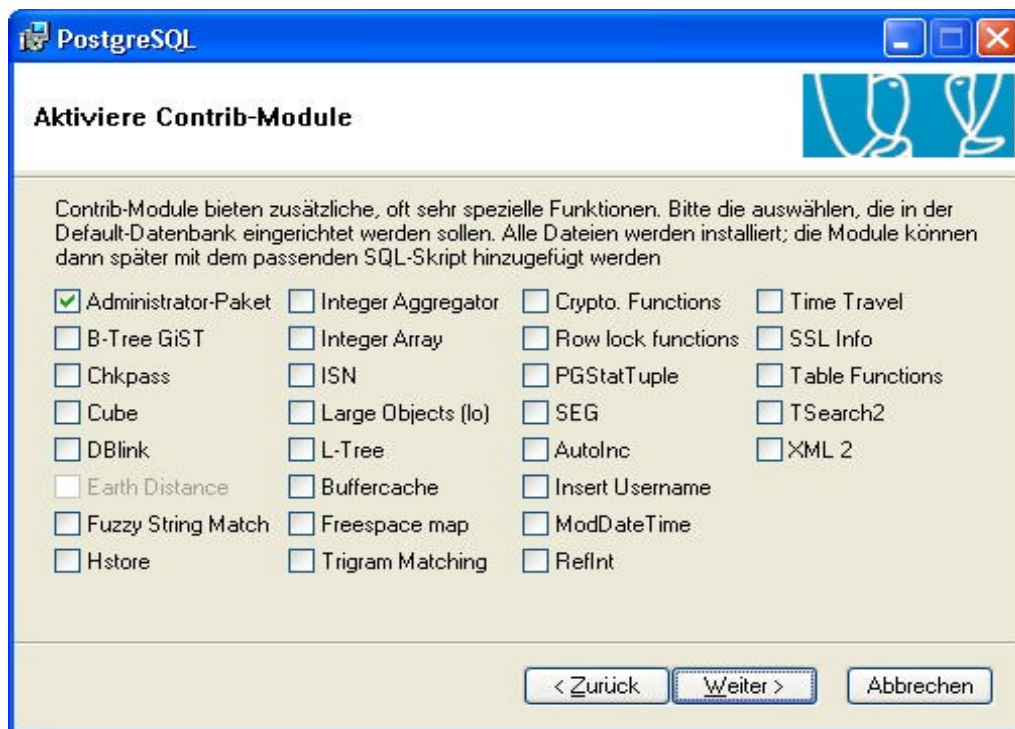 PostgreSQL
Aktiviere Contrib-Module
Contrib-Module bieten zusätzliche, oft sehr spezielle Funktionen. Bitte die auswählen, die in der
Default-Datenbank eingerichtet werden sollen. Alle Dateien werden installiert; die Module können
dann später mit dem passenden SQL-Skript hinzugefügt werden
Administrator-Paket Integer Aggregator Crypto. Functions Time Travel
B-Tree GiST Integer Array Row lock functions SSL Info
Chkpass ISN PGStatTuple Table Functions
Cube Large Objects (lo) SEG TSearch2
DBlink L-Tree AutoInc XML 2
Earth Distance Buffercache Insert Username
Fuzzy String Match Freespace map ModDateTime
Hstore Trigram Matching RefInt
< Zurück Weiter > Abbrechen